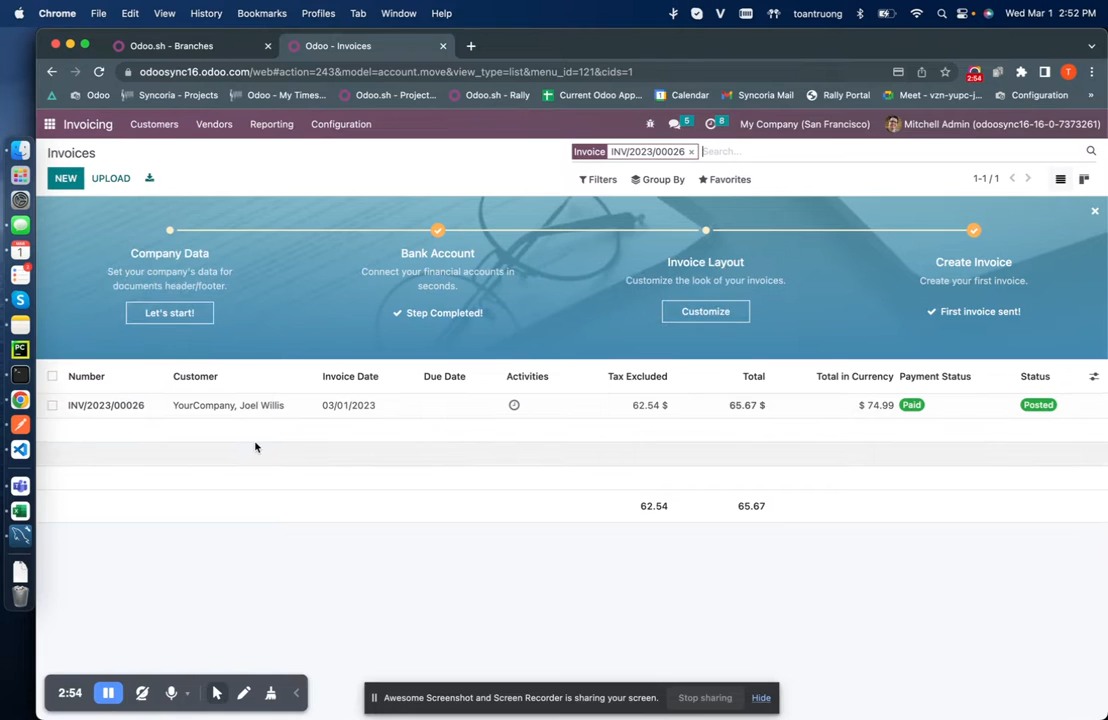 Chrome File Edit View History Bookmarks Profiles Tab Window Help toantruong Wed Mar 1 2:52 PM
Odoo.sh - Branches
Odoo - Invoices
odoosync16.odoo.com/web#action=243&model=account.move&view_type=list&menu_id=121&cids=1
2:54
T
Odoo Syncoria - Projects Odoo - My Times... Odoo.sh - Project... Odoo.sh - Rally Current Odoo App... Calendar Syncoria Mail Rally Portal Meet - vzn-yupc-j... Configuration »
Invoicing Customers Vendors Reporting Configuration 5 8 My Company (San Francisco) Mitchell Admin (odoosync16-16-0-7373261)
Invoices
Invoice INV/2023/00026 × Search...
NEW UPLOAD
Filters Group By Favorites 1-1 / 1
Company Data
Set your company's data for
documents header/footer.
Let's start!
Bank Account
Connect your financial accounts in
seconds.
Step Completed!
Invoice Layout
Customize the look of your invoices.
Customize
Create Invoice
Create your first invoice.
First invoice sent!
Number Customer Invoice Date Due Date Activities Tax Excluded Total Total in Currency Payment Status Status
INV/2023/00026 YourCompany, Joel Willis 03/01/2023 62.54 $ 65.67 $ $ 74.99 Paid Posted
62.54 65.67
2:54
Awesome Screenshot and Screen Recorder is sharing your screen. Stop sharing Hide